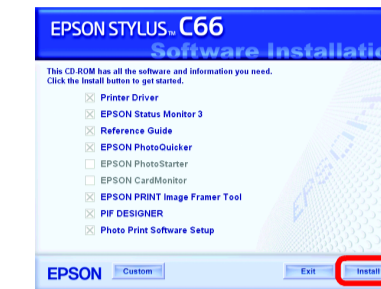 EPSON STYLUS™ C66
Software Installatio
This CD-ROM has all the software and information you need.
Click the Install button to get started.
Printer Driver
EPSON Status Monitor 3
Reference Guide
EPSON PhotoQuicker
EPSON PhotoStarter
EPSON CardMonitor
EPSON PRINT Image Framer Tool
PIF DESIGNER
Photo Print Software Setup
EPSON
EPSON Custom Exit Install